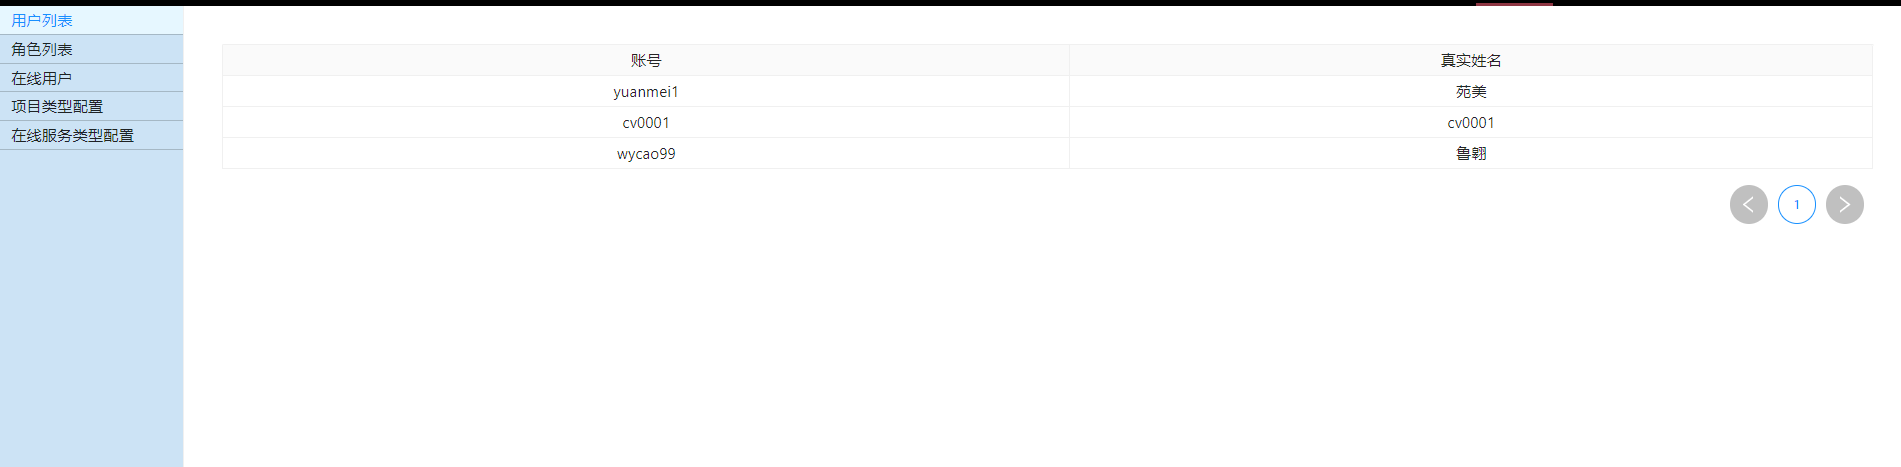 用户列表
角色列表
在线用户
项目类型配置
在线服务类型配置
账号 真实姓名
yuanmei1 苑美
cv0001 cv0001
wycao99 鲁翱
1